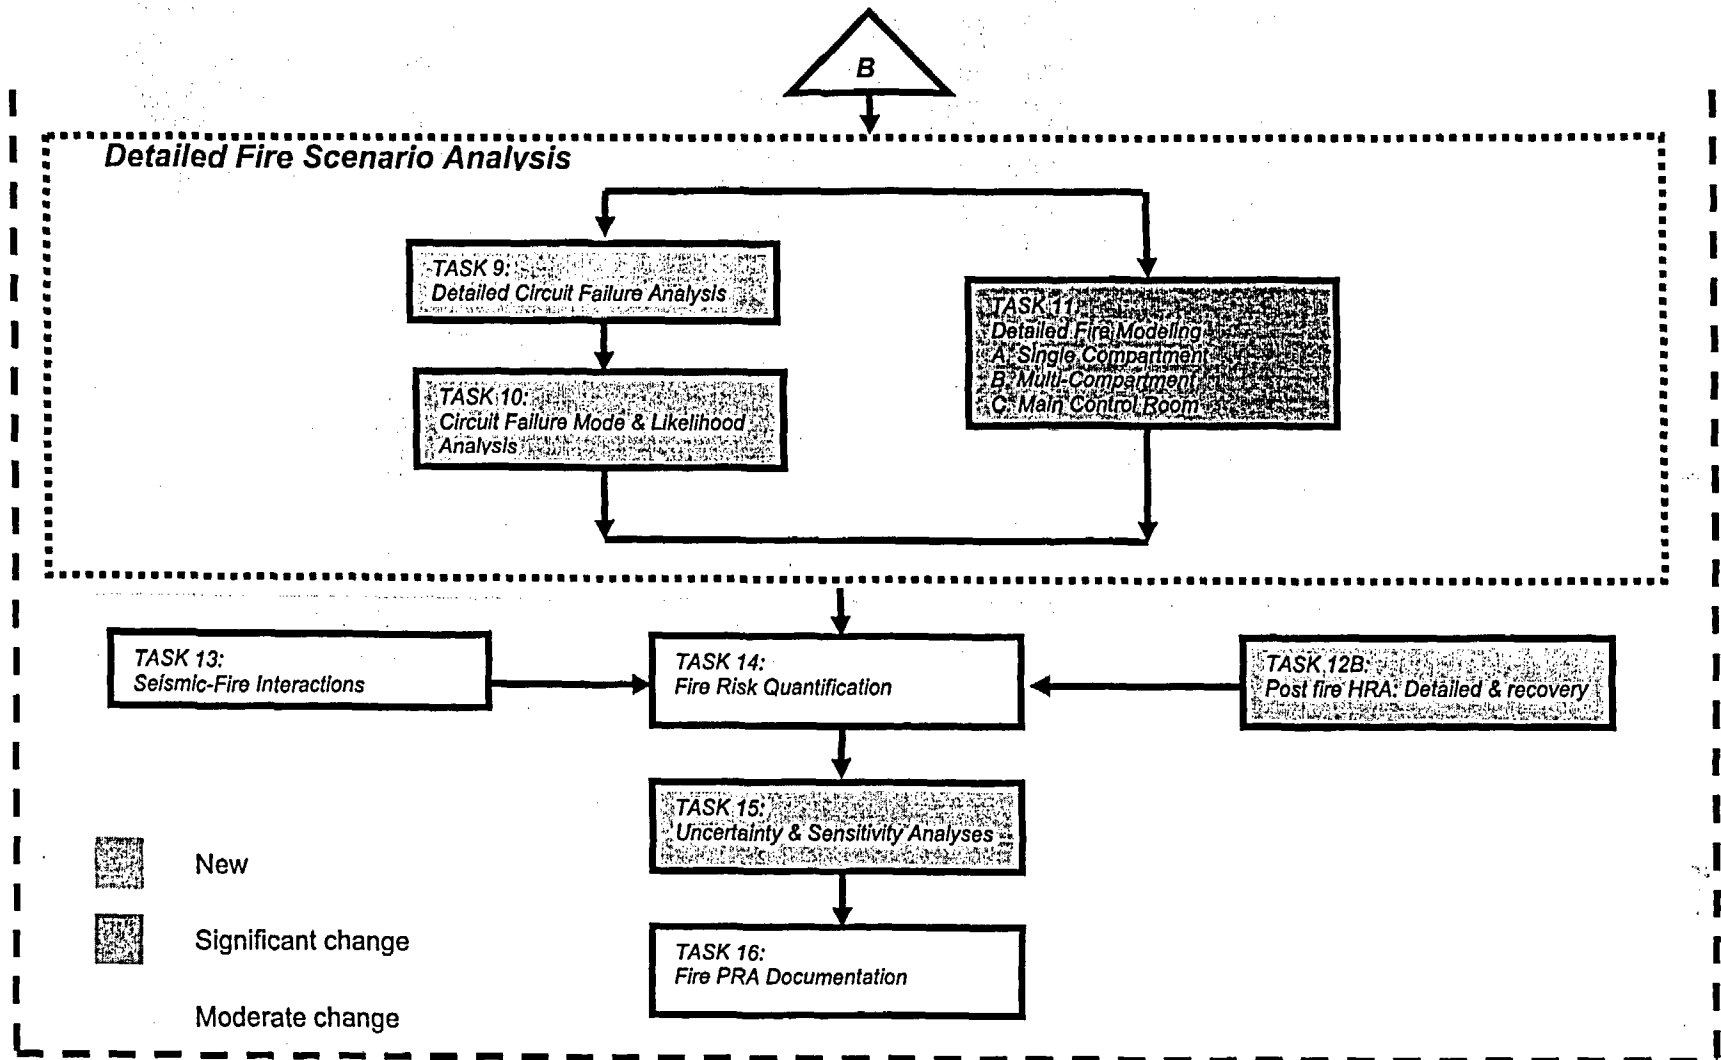 B
Detailed Fire Scenario Analysis
TASK 9:
Detailed Circuit Failure Analysis
TASK 10:
Circuit Failure Mode & Likelihood
Analysis
TASK 11:
Detailed Fire Modeling
A. Single Compartment
B. Multi-Compartment
C. Main Control Room
TASK 13:
Seismic-Fire Interactions
TASK 14:
Fire Risk Quantification
TASK 12B:
Post fire HRA: Detailed & recovery
TASK 15:
Uncertainty & Sensitivity Analyses
TASK 16:
Fire PRA Documentation
New
Significant change
Moderate change